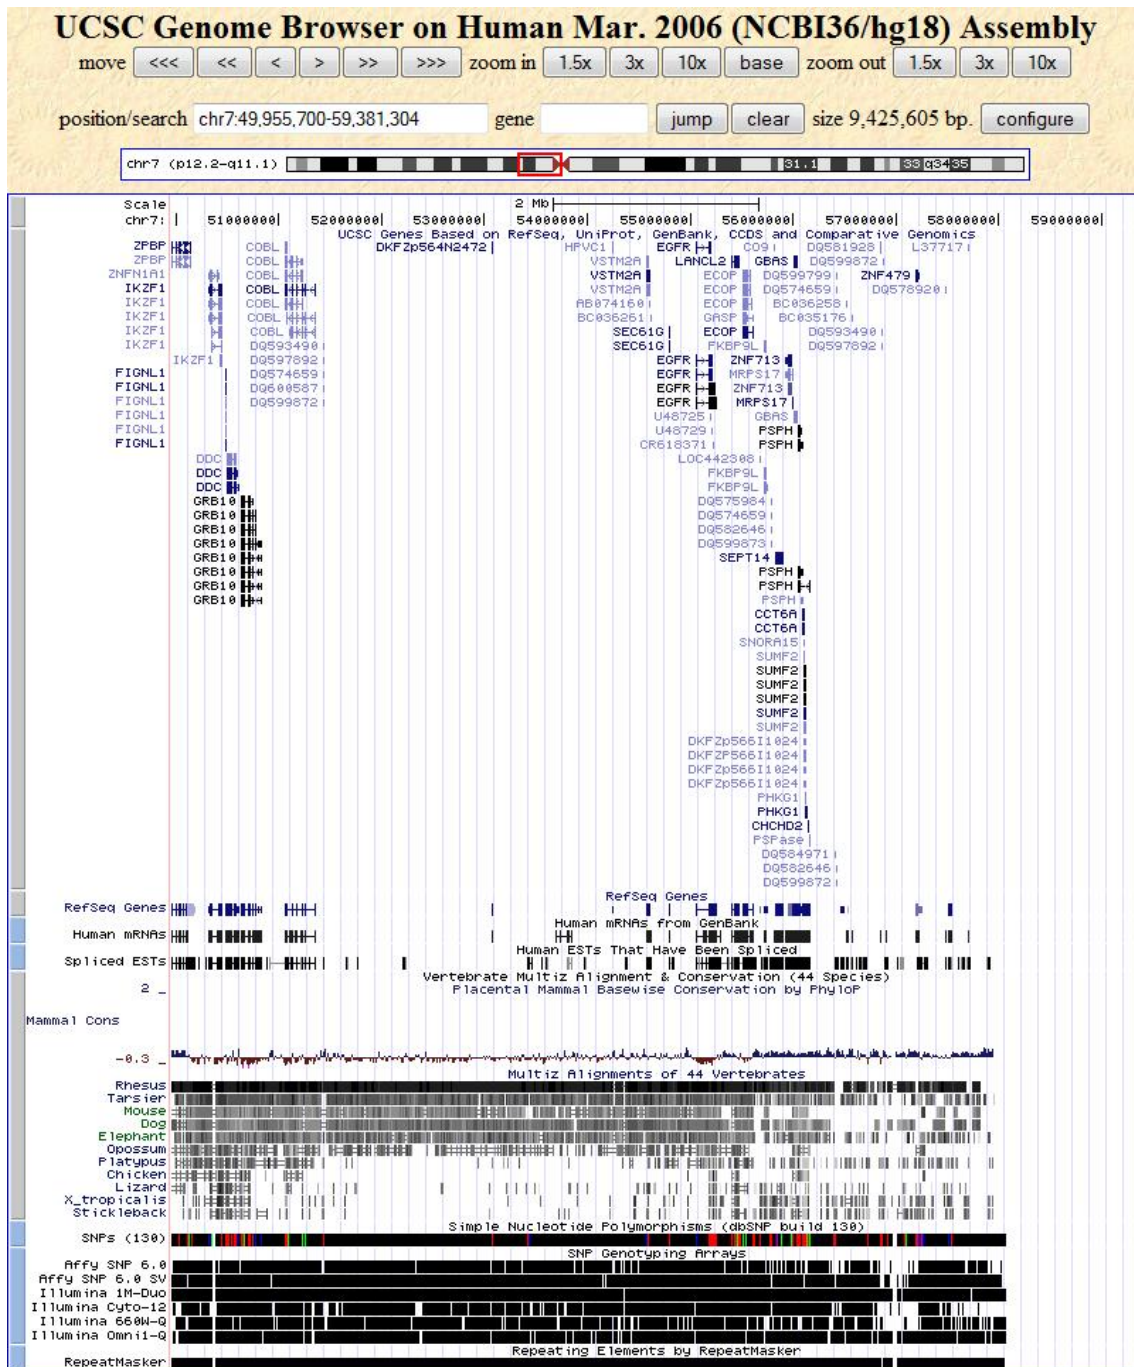 UCSC Genome Browser on Human Mar. 2006 (NCBI36/hg18) Assembly
move <<< << < > >> >>> zoom in 1.5x 3x 10x base zoom out 1.5x 3x 10x
position/search chr7:49,955,700-59,381,304 gene jump clear size 9,425,605 bp. configure
chr7 (p12.2-q11.1) 31.1 33 q34 35
Scale 2 Mb
chr7: 51000000 52000000 53000000 54000000 55000000 56000000 57000000 58000000 59000000
UCSC Genes Based on RefSeq, UniProt, GenBank, CCDS and Comparative Genomics
ZPBP COBL DKFZp564N2472 HPVC1 EGFR CO9 DQ581928 L37717
ZPBP COBL VSTM2A LANCL2 GBAS DQ599872
ZNFN1A1 COBL VSTM2A ECOP DQ599799 ZNF479
IKZF1 COBL VSTM2A ECOP DQ574659 DQ578920
IKZF1 COBL AB074160 ECOP BC036258
IKZF1 COBL BC036261 GASP BC035176
IKZF1 COBL SEC61G ECOP DQ593490
IKZF1 DQ593490 SEC61G FKBP9L DQ597892
IKZF1 DQ597892 EGFR ZNF713
FIGNL1 DQ574659 EGFR MRPS17
FIGNL1 DQ600587 EGFR ZNF713
FIGNL1 DQ599872 EGFR MRPS17
FIGNL1 U48725 GBAS
FIGNL1 U48729 PSPH
FIGNL1 CR618371 PSPH
DDC LOC442308
DDC FKBP9L
DDC FKBP9L
GRB10 DQ575984
GRB10 DQ574659
GRB10 DQ582646
GRB10 DQ599873
GRB10 SEPT14
GRB10 PSPH
GRB10 PSPH
GRB10 PSPH
CCT6A
CCT6A
SNORA15
SUMF2
SUMF2
SUMF2
SUMF2
SUMF2
SUMF2
DKFZp566I1024
DKFZP566I1024
DKFZp566I1024
DKFZp566I1024
PHKG1
PHKG1
CHCHD2
PSPase
DQ584971
DQ582646
DQ599872
RefSeq Genes
RefSeq Genes
Human mRNAs from GenBank
Human mRNAs
Human ESTs That Have Been Spliced
Spliced ESTs
Vertebrate Multiz Alignment & Conservation (44 Species)
Placental Mammal Basewise Conservation by PhyloP
2 _
Mammal Cons
-0.3 _
Multiz Alignments of 44 Vertebrates
Rhesus
Tarsier
Mouse
Dog
Elephant
Opossum
Platypus
Chicken
Lizard
X_tropicalis
Stickleback
Simple Nucleotide Polymorphisms (dbSNP build 130)
SNPs (130)
SNP Genotyping Arrays
Affy SNP 6.0
Affy SNP 6.0 SV
Illumina 1M-Duo
Illumina Cyto-12
Illumina 660W-Q
Illumina Omni1-Q
Repeating Elements by RepeatMasker
RepeatMasker